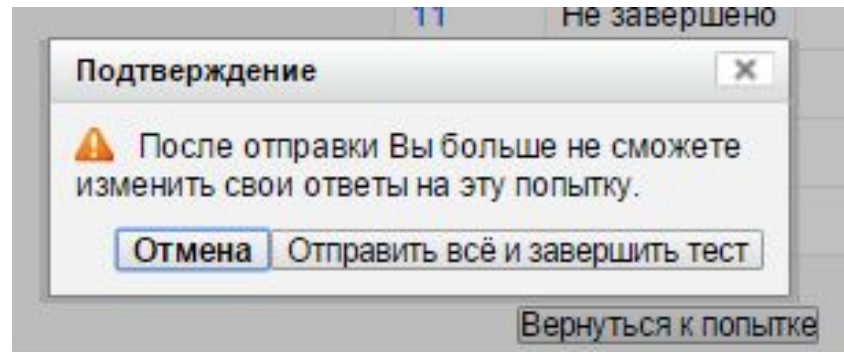 11 Не завершено
Подтверждение
После отправки Вы больше не сможете
изменить свои ответы на эту попытку.
Отмена Отправить всё и завершить тест
Вернуться к попытке